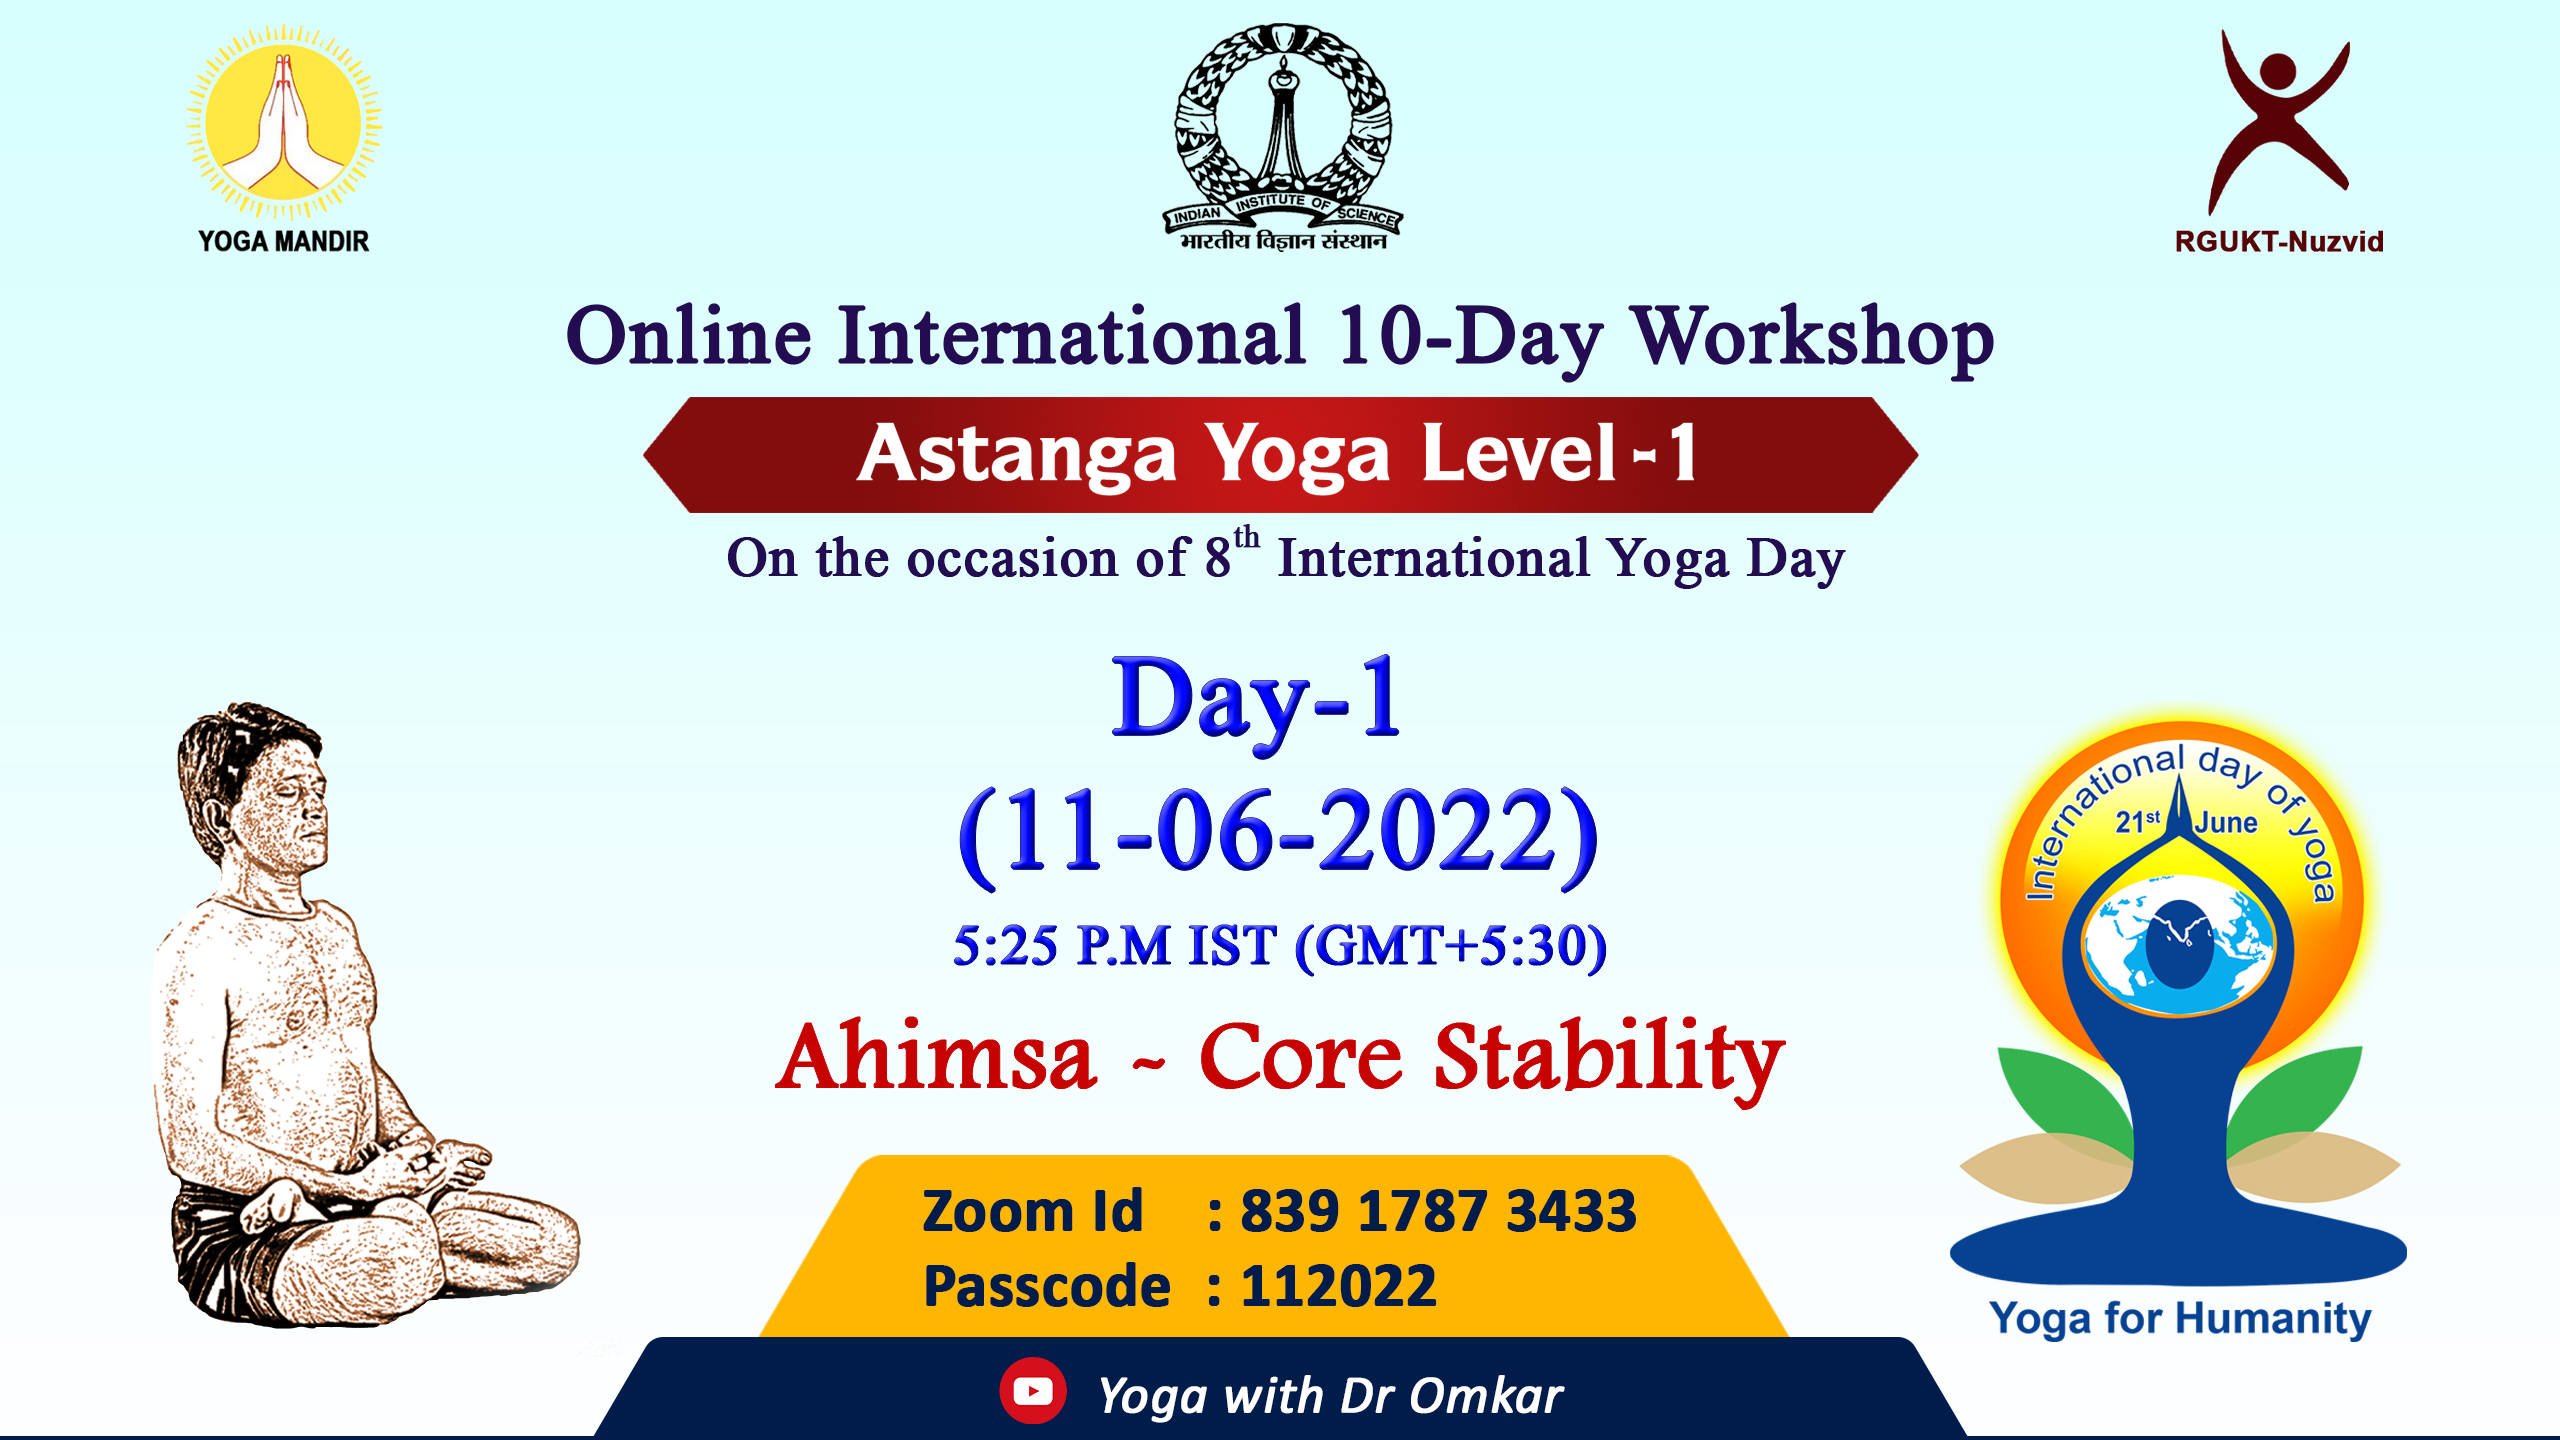 YOGA MANDIR
INDIAN INSTITUTE OF SCIENCE
भारतीय विज्ञान संस्थान
RGUKT-Nuzvid
Online International 10-Day Workshop
Astanga Yoga Level-1
On the occasion of 8th International Yoga Day
Day-1
(11-06-2022)
5:25 P.M IST (GMT+5:30)
Ahimsa - Core Stability
International day of yoga
21st June
Yoga for Humanity
Zoom Id : 839 1787 3433
Passcode : 112022
Yoga with Dr Omkar